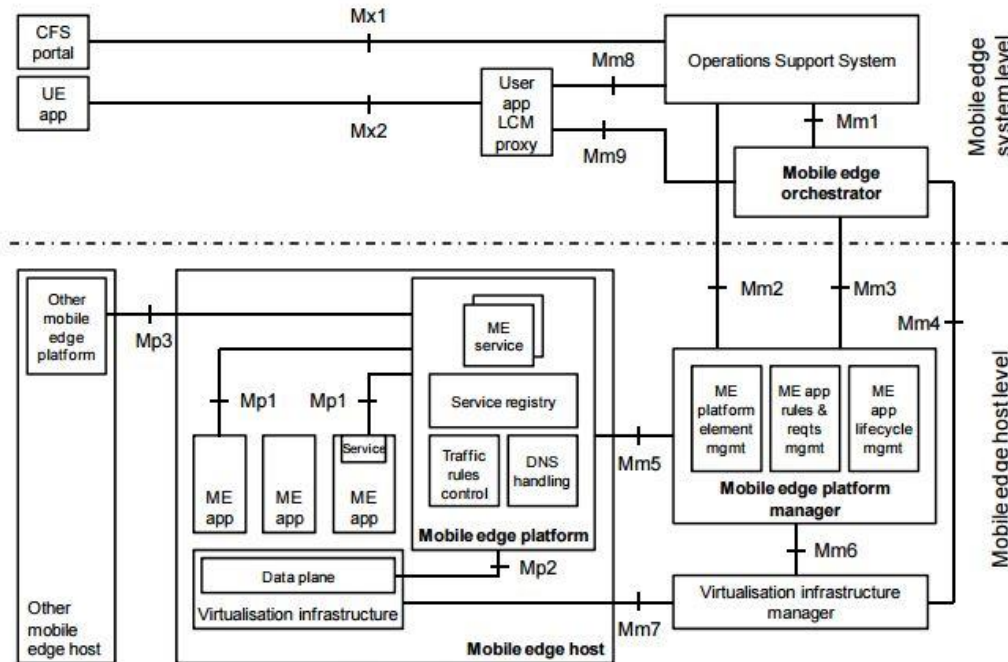 Mx1
CFS
portal
Operations Support System
Mm8
UE
app
Mx2
User
app
LCM
proxy
Mm9
Mm1
Mobile edge
orchestrator
Mobile edge
system level
Other
mobile
edge
platform
Mp3
ME
service
Mm2
Mm3
Mm4
Mp1
Mp1
Service registry
ME
platform
element
mgmt
ME app
rules &
reqts
mgmt
ME
app
lifecycle
mgmt
Service
ME
app
ME
app
ME app
Traffic
rules
control
DNS
handling
Mm5
Mobile edge platform
manager
Mobile edge platform
Mp2
Mm6
Data plane
Virtualisation infrastructure
Mm7
Virtualisation infrastructure
manager
Other
mobile
edge host
Mobile edge host
Mobile edge host level